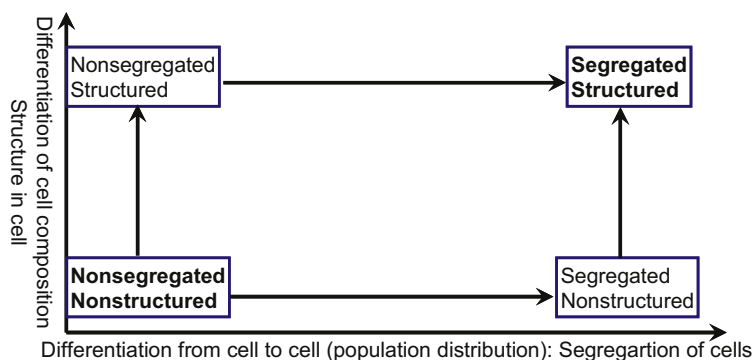 Differentiation of cell composition
Structure in cell
Nonsegregated
Structured
Segregated
Structured
Nonsegregated
Nonstructured
Segregated
Nonstructured
Differentiation from cell to cell (population distribution): Segregartion of cells